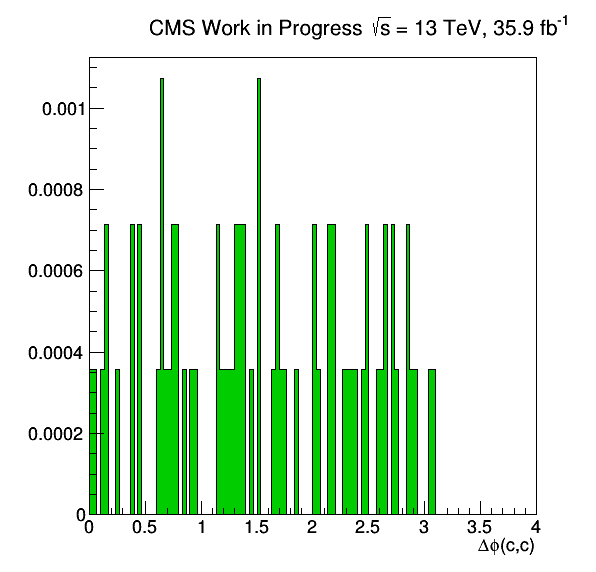 CMS Work in Progress √s = 13 TeV, 35.9 fb⁻¹
0.001
0.0008
0.0006
0.0004
0.0002
0
0 0.5 1 1.5 2 2.5 3 3.5 4
Δϕ(c,c)